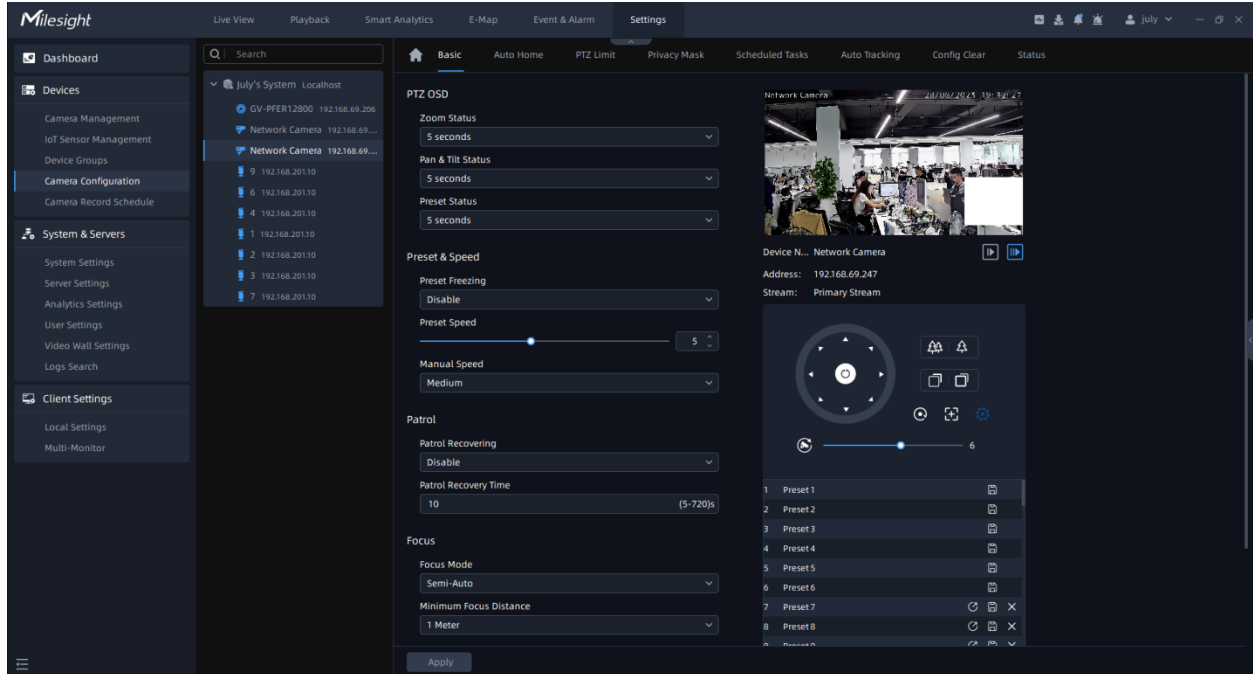 Milesight
Live View Playback Smart Analytics E-Map Event & Alarm Settings july
Dashboard
Devices
Camera Management
IoT Sensor Management
Device Groups
Camera Configuration
Camera Record Schedule
System & Servers
System Settings
Server Settings
Analytics Settings
User Settings
Video Wall Settings
Logs Search
Client Settings
Local Settings
Multi-Monitor
Search
July's System Localhost
GV-PFER12800 192.168.69.206
Network Camera 192.168.69....
Network Camera 192.168.69....
9 192.168.201.10
6 192.168.201.10
4 192.168.201.10
1 192.168.201.10
2 192.168.201.10
3 192.168.201.10
7 192.168.201.10
Basic Auto Home PTZ Limit Privacy Mask Scheduled Tasks Auto Tracking Config Clear Status
PTZ OSD
Zoom Status
5 seconds
Pan & Tilt Status
5 seconds
Preset Status
5 seconds
Preset & Speed
Preset Freezing
Disable
Preset Speed
5
Manual Speed
Medium
Patrol
Patrol Recovering
Disable
Patrol Recovery Time
10 (5-720)s
Focus
Focus Mode
Semi-Auto
Minimum Focus Distance
1 Meter
Apply
Network Camera
Device N... Network Camera
Address: 192.168.69.247
Stream: Primary Stream
6
1 Preset 1
2 Preset 2
3 Preset 3
4 Preset 4
5 Preset 5
6 Preset 6
7 Preset 7
8 Preset 8